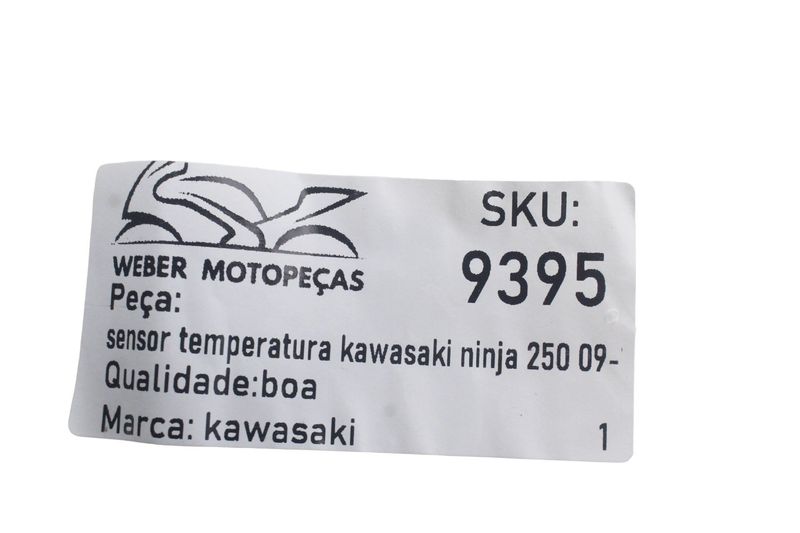 WEBER MOTOPEÇAS
SKU:
9395
Peça:
sensor temperatura kawasaki ninja 250 09-
Qualidade:boa
Marca: kawasaki
1